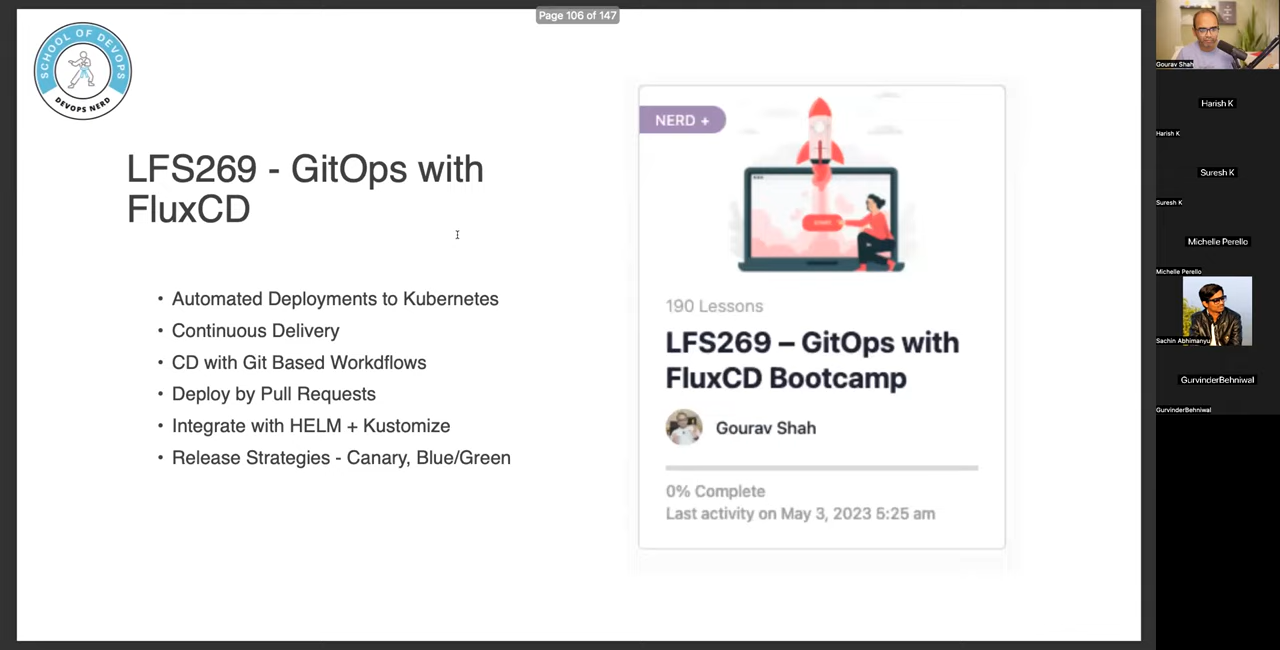 Page 106 of 147
SCHOOL OF DEVOPS
DEVOPS NERD
LFS269 - GitOps with
FluxCD
• Automated Deployments to Kubernetes
• Continuous Delivery
• CD with Git Based Workdflows
• Deploy by Pull Requests
• Integrate with HELM + Kustomize
• Release Strategies - Canary, Blue/Green
NERD +
190 Lessons
LFS269 – GitOps with
FluxCD Bootcamp
Gourav Shah
0% Complete
Last activity on May 3, 2023 5:25 am
Gourav Shah
Harish K
Harish K
Suresh K
Suresh K
Michelle Perello
Michelle Perello
Sachin Abhimanyu
GurvinderBehniwal
GurvinderBehniwal